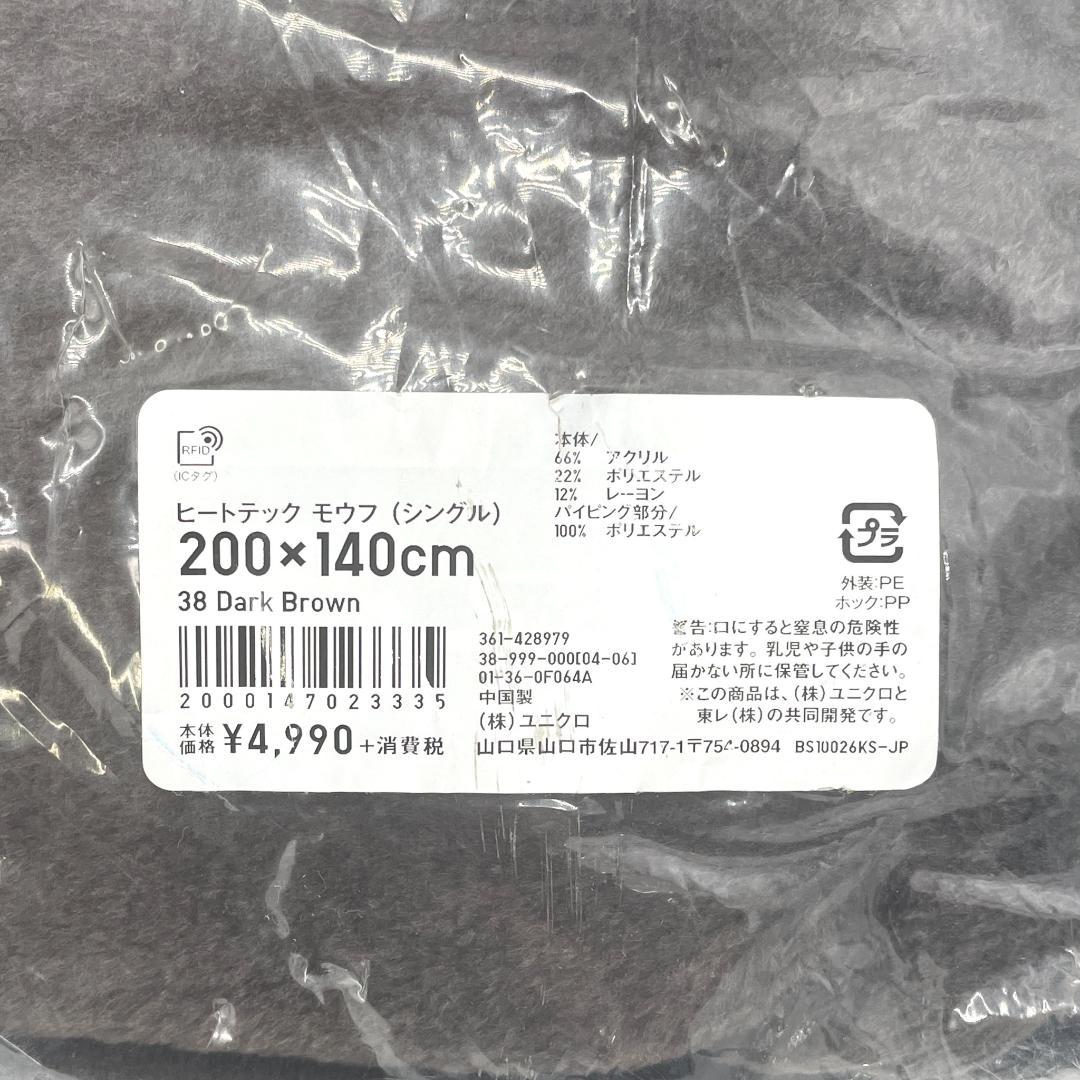 RFID
(ICタグ)
ヒートテック モウフ (シングル)
200×140cm
38 Dark Brown
2000147023335
本体価格 ¥4,990 +消費税
本体/
66% アクリル
22% ポリエステル
12% レーヨン
パイピング部分/
100% ポリエステル
361-428979
38-999-000[04-06]
01-36-0F064A
中国製
(株)ユニクロ
山口県山口市佐山717-1〒754-0894 BS10026KS-JP
プラ
外装:PE
ホック:PP
警告:口にすると窒息の危険性
があります。乳児や子供の手の
届かない所に保管してください。
※この商品は、(株)ユニクロと
東レ(株)の共同開発です。